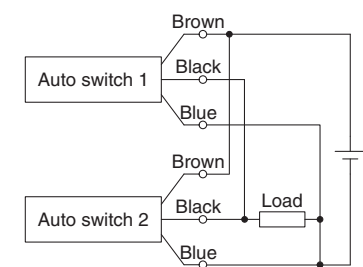 Brown
Auto switch 1
Black
Blue
Brown
Auto switch 2
Black
Load
Blue